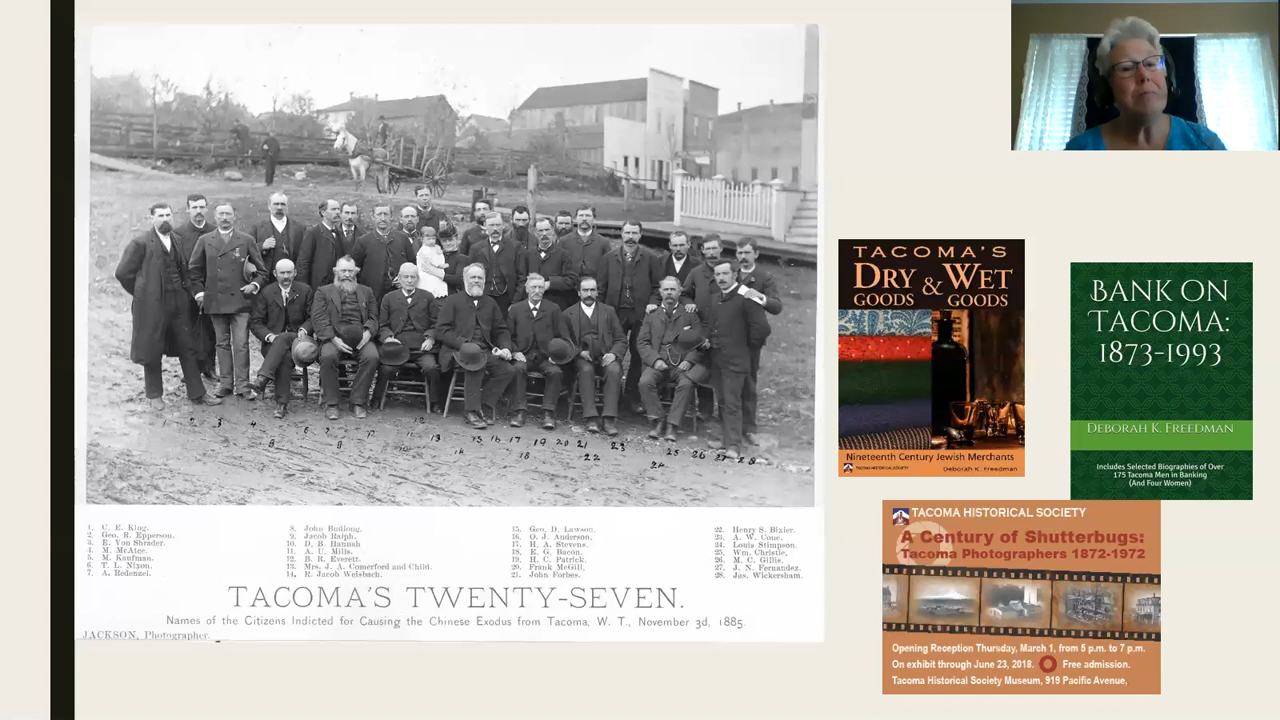 1. C. E. King.
2. Geo. R. Epperson.
3. E. Von Shrader.
4. M. McAtee.
5. M. Kaufman.
6. T. L. Nixon.
7. A. Redenzel.
8. John Budlong.
9. Jacob Ralph.
10. D. B. Hannah
11. A. U. Mills.
12. B. R. Everett.
13. Mrs. J. A. Comerford and Child.
14. R. Jacob Weisbach.
15. Geo. D. Lawson.
16. O. J. Anderson.
17. H. A. Stevens.
18. E. G. Bacon.
19. H. C. Patrick.
20. Frank McGill.
21. John Forbes.
22. Henry S. Bixler.
23. A. W. Cone.
24. Louis Stimpson.
25. Wm. Christie.
26. M. C. Gillis.
27. J. N. Fernandez.
28. Jas. Wickersham.
TACOMA'S TWENTY-SEVEN.
Names of the Citizens Indicted for Causing the Chinese Exodus from Tacoma, W. T., November 3d, 1885.
JACKSON, Photographer.
TACOMA'S
DRY & WET
GOODS GOODS
Nineteenth Century Jewish Merchants
TACOMA HISTORICAL SOCIETY Deborah K. Freedman
BANK ON
TACOMA:
1873-1993
DEBORAH K. FREEDMAN
Includes Selected Biographies of Over
175 Tacoma Men in Banking
(And Four Women)
TACOMA HISTORICAL SOCIETY
A Century of Shutterbugs:
Tacoma Photographers 1872-1972
Opening Reception Thursday, March 1, from 5 p.m. to 7 p.m.
On exhibit through June 23, 2018. Free admission.
Tacoma Historical Society Museum, 919 Pacific Avenue,